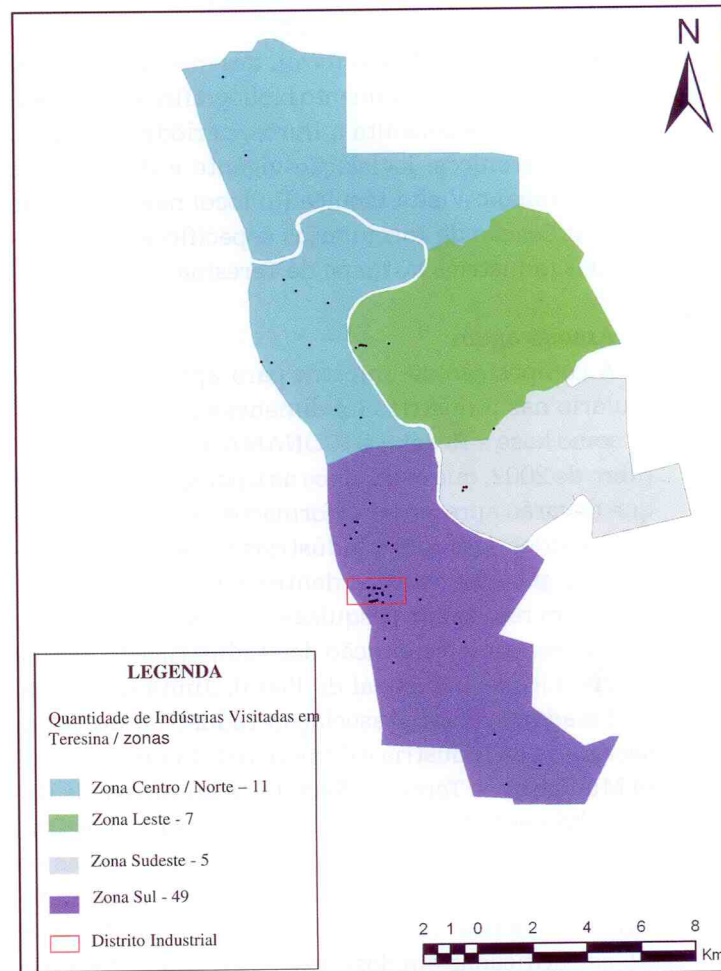 N
LEGENDA
Quantidade de Indústrias Visitadas em
Teresina / zonas
Zona Centro / Norte – 11
Zona Leste - 7
Zona Sudeste - 5
Zona Sul - 49
Distrito Industrial
2 1 0 2 4 6 8
Km